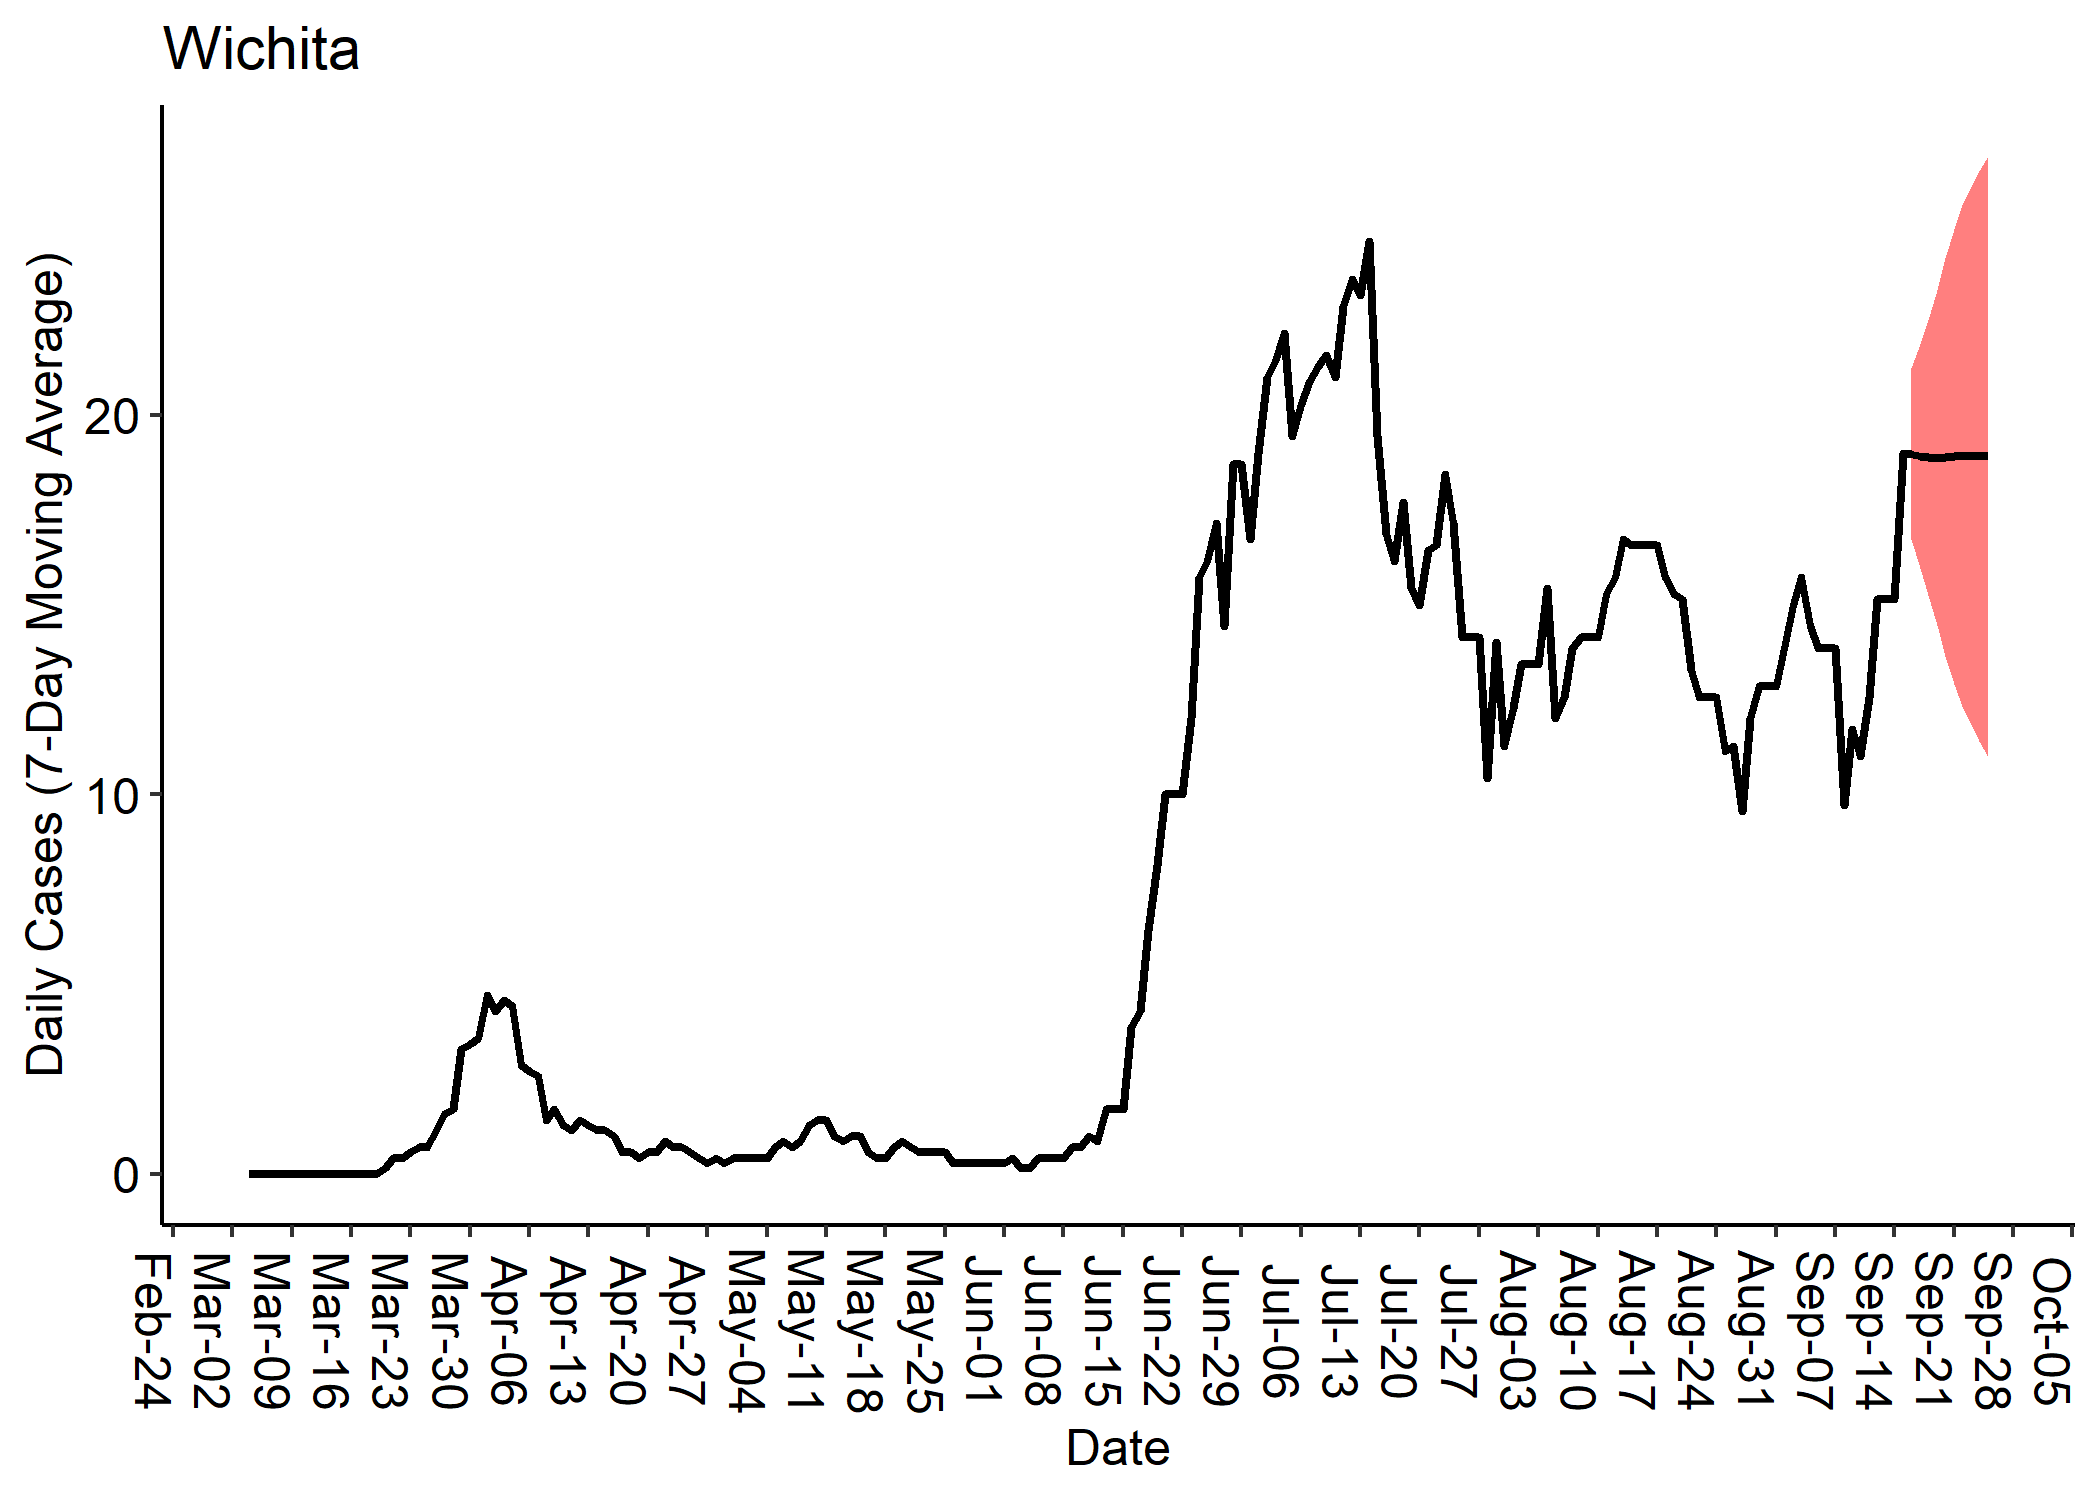 Wichita
Daily Cases (7-Day Moving Average)
20
10
0
Feb-24
Mar-02
Mar-09
Mar-16
Mar-23
Mar-30
Apr-06
Apr-13
Apr-20
Apr-27
May-04
May-11
May-18
May-25
Jun-01
Jun-08
Jun-15
Jun-22
Jun-29
Jul-06
Jul-13
Jul-20
Jul-27
Aug-03
Aug-10
Aug-17
Aug-24
Aug-31
Sep-07
Sep-14
Sep-21
Sep-28
Oct-05
Date